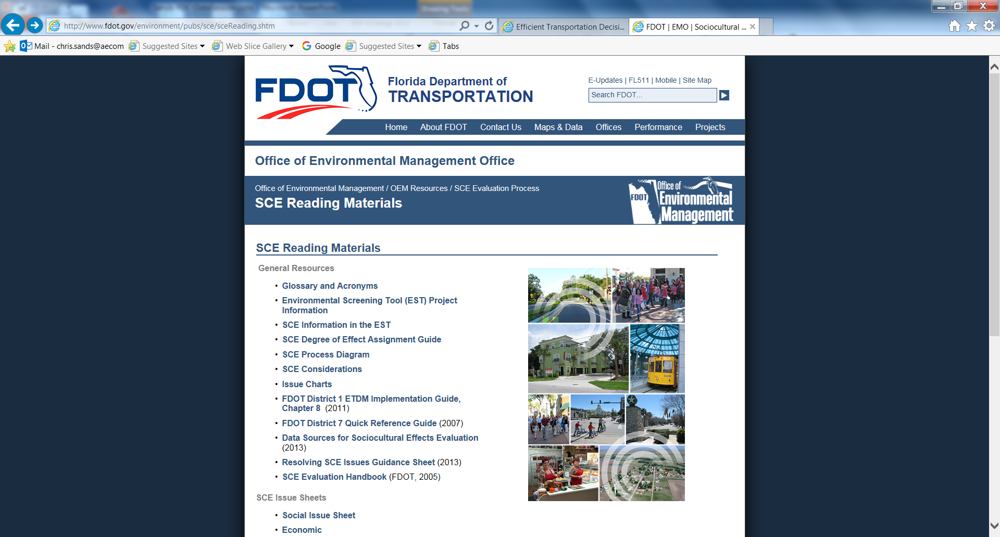 http://www.fdot.gov/environment/pubs/sce/sceReading.shtm
Efficient Transportation Decisi...
FDOT | EMO | Sociocultural ...
Mail - chris.sands@aecom
Suggested Sites
Web Slice Gallery
Google
Suggested Sites
Tabs
FDOT
Florida Department of
TRANSPORTATION
E-Updates | FL511 | Mobile | Site Map
Search FDOT...
Home About FDOT Contact Us Maps & Data Offices Performance Projects
Office of Environmental Management Office
Office of Environmental Management / OEM Resources / SCE Evaluation Process
SCE Reading Materials
FDOT
Office of
Environmental
Management
SCE Reading Materials
General Resources
• Glossary and Acronyms
• Environmental Screening Tool (EST) Project
Information
• SCE Information in the EST
• SCE Degree of Effect Assignment Guide
• SCE Process Diagram
• SCE Considerations
• Issue Charts
• FDOT District 1 ETDM Implementation Guide,
Chapter 8 (2011)
• FDOT District 7 Quick Reference Guide (2007)
• Data Sources for Sociocultural Effects Evaluation
(2013)
• Resolving SCE Issues Guidance Sheet (2013)
• SCE Evaluation Handbook (FDOT, 2005)
SCE Issue Sheets
• Social Issue Sheet
• Economic